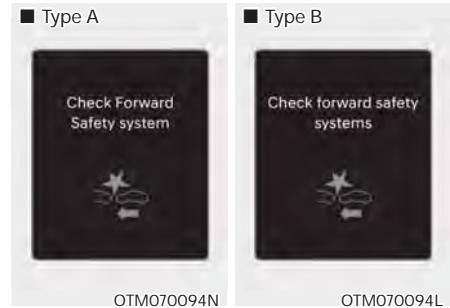 ■ Type A
Check Forward
Safety system
OTM070094N
■ Type B
Check forward safety
systems
OTM070094L